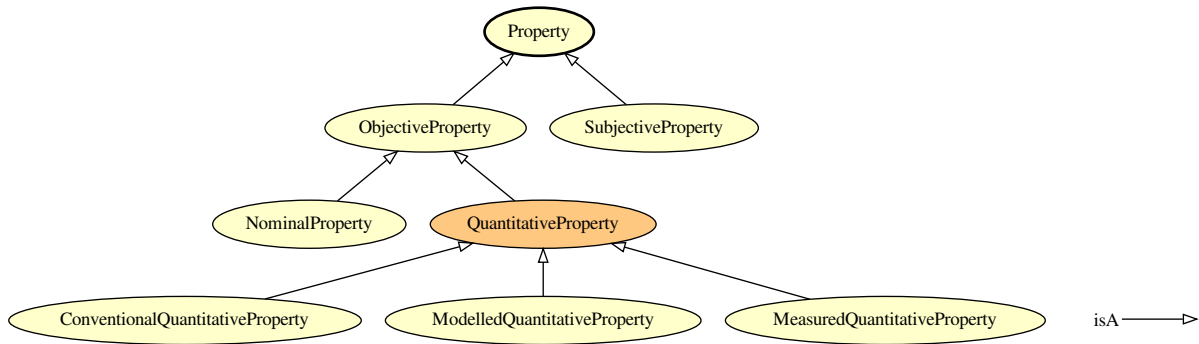 Property
ObjectiveProperty SubjectiveProperty
NominalProperty QuantitativeProperty
ConventionalQuantitativeProperty ModelledQuantitativeProperty MeasuredQuantitativeProperty isA